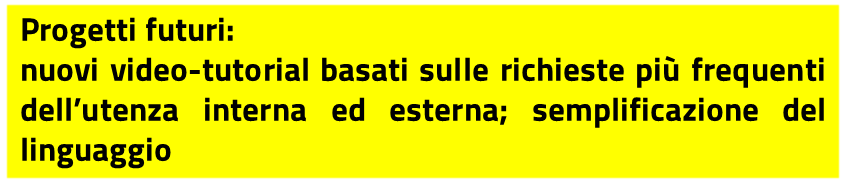 Progetti futuri:
nuovi video-tutorial basati sulle richieste più frequenti
dell’utenza interna ed esterna; semplificazione del
linguaggio